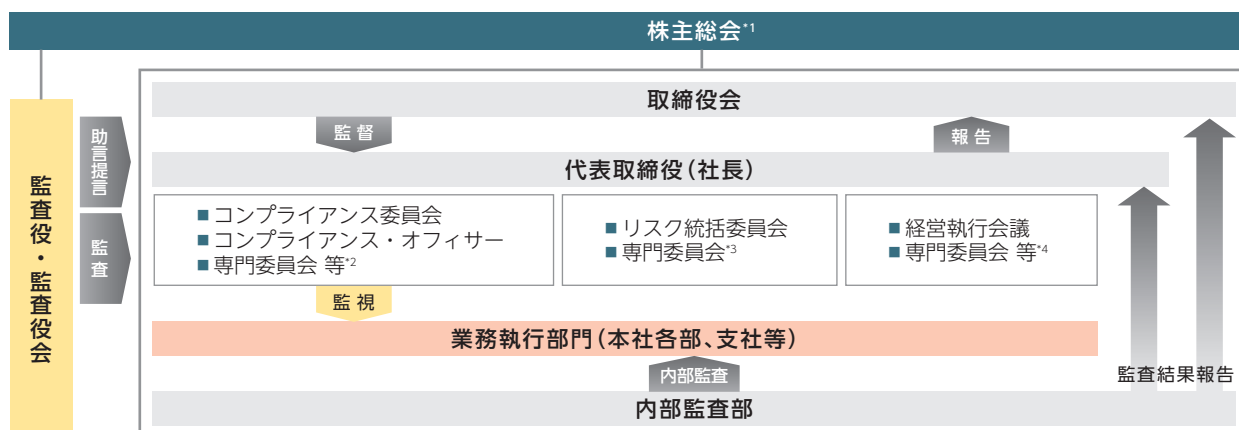 株主総会*1
取締役会
監督
報告
助言提言
代表取締役(社長)
監査役・監査役会
監査
■ コンプライアンス委員会
■ コンプライアンス・オフィサー
■ 専門委員会 等*2
■ リスク統括委員会
■ 専門委員会*3
■ 経営執行会議
■ 専門委員会 等*4
監視
業務執行部門(本社各部、支社等)
内部監査
監査結果報告
内部監査部